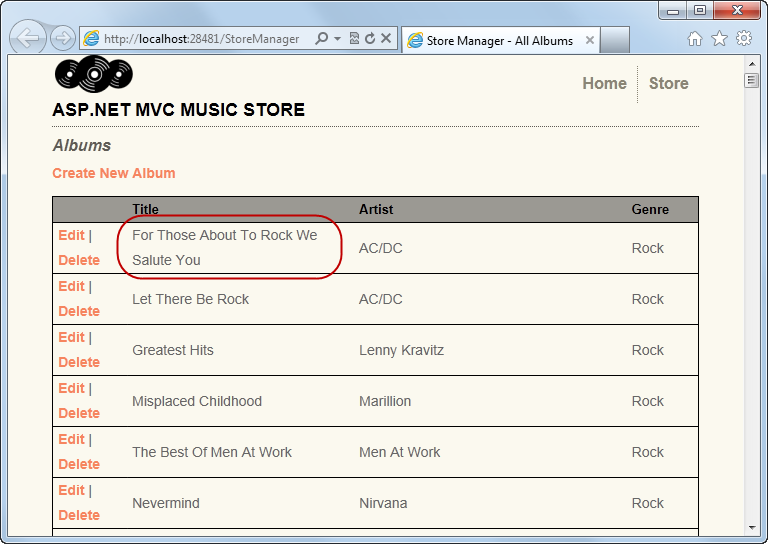 http://localhost:28481/StoreManager
Store Manager - All Albums
Home
Store
ASP.NET MVC MUSIC STORE
Albums
Create New Album
Title Artist Genre
Edit |
Delete
For Those About To Rock We
Salute You
AC/DC
Rock
Edit |
Delete
Let There Be Rock
AC/DC
Rock
Edit |
Delete
Greatest Hits
Lenny Kravitz
Rock
Edit |
Delete
Misplaced Childhood
Marillion
Rock
Edit |
Delete
The Best Of Men At Work
Men At Work
Rock
Edit |
Delete
Nevermind
Nirvana
Rock